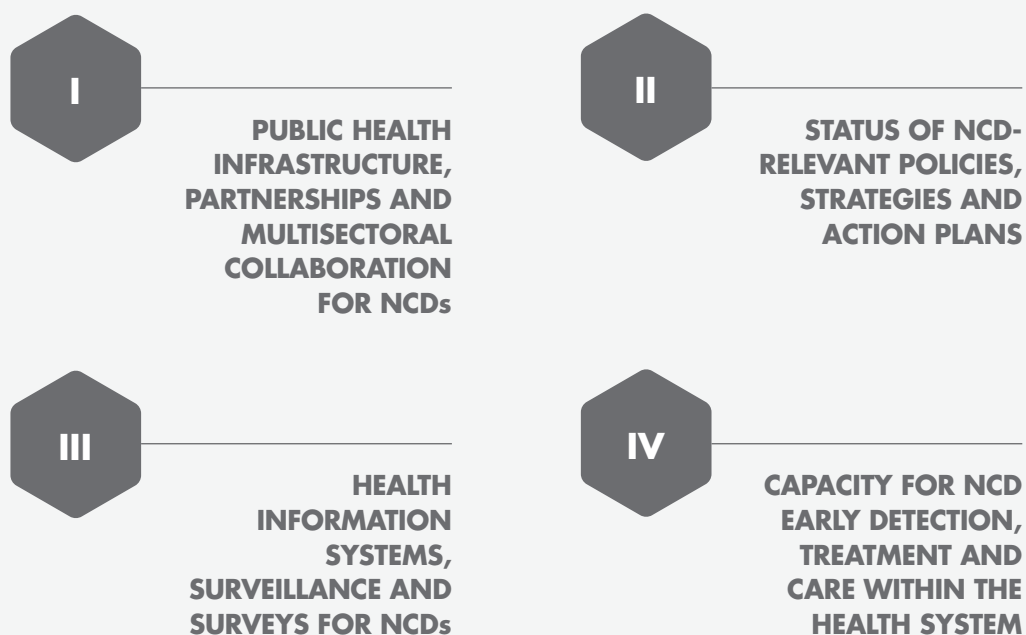 I
PUBLIC HEALTH
INFRASTRUCTURE,
PARTNERSHIPS AND
MULTISECTORAL
COLLABORATION
FOR NCDs
II
STATUS OF NCD-
RELEVANT POLICIES,
STRATEGIES AND
ACTION PLANS
III
HEALTH
INFORMATION
SYSTEMS,
SURVEILLANCE AND
SURVEYS FOR NCDs
IV
CAPACITY FOR NCD
EARLY DETECTION,
TREATMENT AND
CARE WITHIN THE
HEALTH SYSTEM